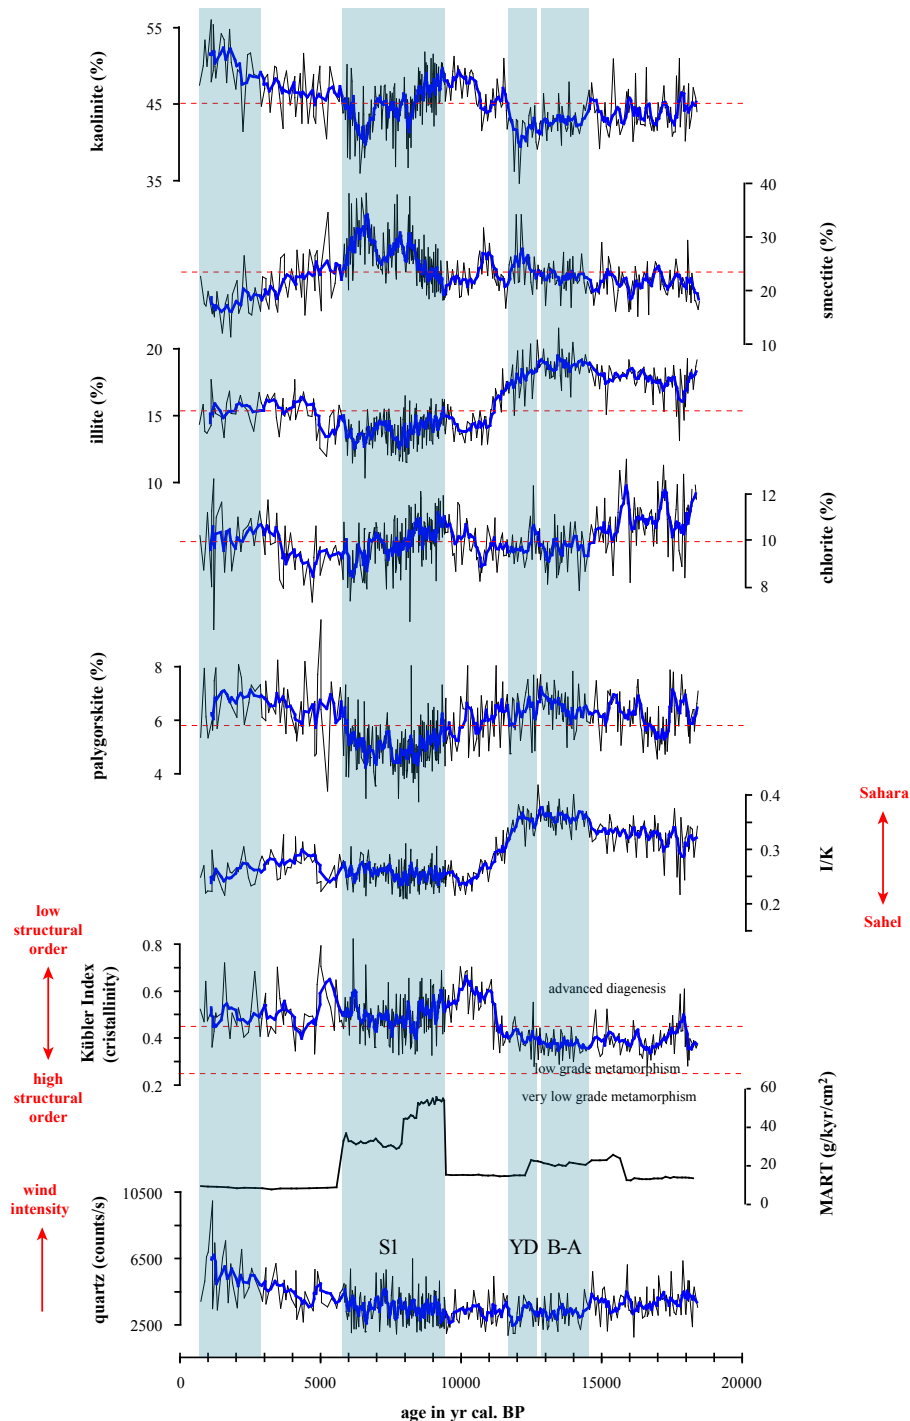 55
45
35
kaolinite (%)
40
30
20
10
smectite (%)
20
15
10
illite (%)
12
10
8
chlorite (%)
8
6
4
palygorskite (%)
0.4
0.3
0.2
I/K
Sahara
Sahel
low
structural
order
high
structural
order
0.8
0.6
0.4
0.2
Kübler Index
(cristallinity)
advanced diagenesis
low grade metamorphism
very low grade metamorphism
60
40
20
0
MART (g/kyr/cm²)
wind
intensity
10500
6500
2500
quartz (counts/s)
S1
YD
B-A
0
5000
10000
15000
20000
age in yr cal. BP